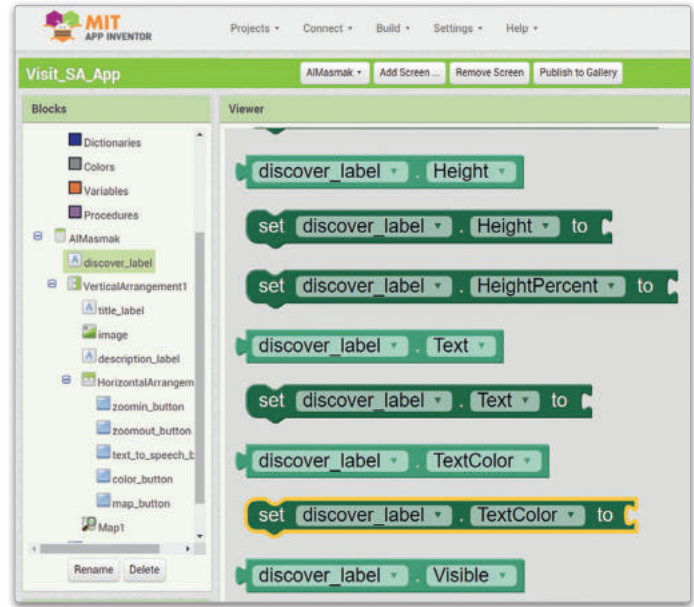 MIT
APP INVENTOR
Projects Connect Build Settings Help
Visit_SA_App
AlMasmak Add Screen ... Remove Screen Publish to Gallery
Blocks
Dictionaries
Colors
Variables
Procedures
AlMasmak
discover_label
VerticalArrangement1
title_label
image
description_label
HorizontalArrangem
zoomin_button
zoomout_button
text_to_speech_b
color_button
map_button
Map1
Rename Delete
Viewer
discover_label . Height
set discover_label . Height to
set discover_label . HeightPercent to
discover_label . Text
set discover_label . Text to
discover_label . TextColor
set discover_label . TextColor to
discover_label . Visible